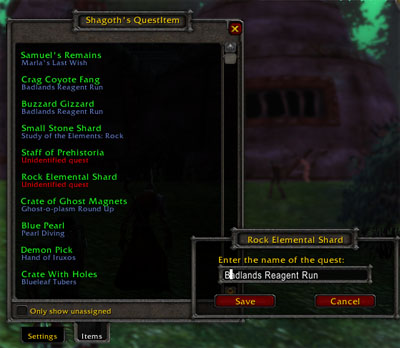 Shagoth's QuestItem
Samuel's Remains
Marla's Last Wish
Crag Coyote Fang
Badlands Reagent Run
Buzzard Gizzard
Badlands Reagent Run
Small Stone Shard
Study of the Elements: Rock
Staff of Prehistoria
Unidentified quest
Rock Elemental Shard
Unidentified quest
Crate of Ghost Magnets
Ghost-o-plasm Round Up
Blue Pearl
Pearl Diving
Demon Pick
Hand of Iruxos
Crate With Holes
Blueleaf Tubers
Only show unassigned
Settings
Items
Rock Elemental Shard
Enter the name of the quest:
Badlands Reagent Run
Save
Cancel